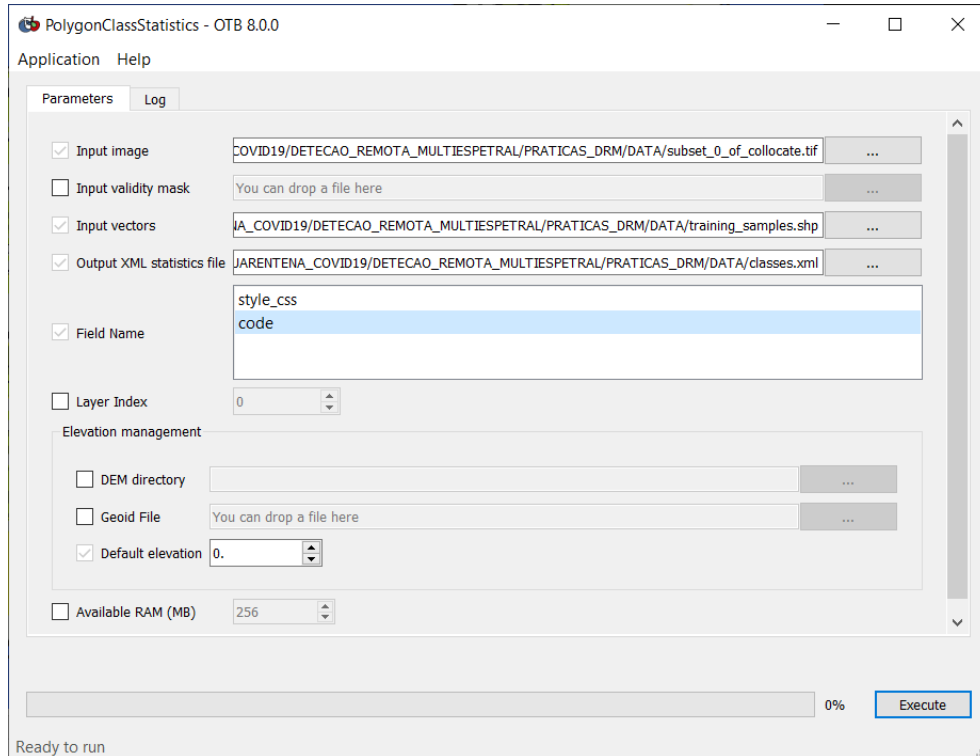 PolygonClassStatistics - OTB 8.0.0
Application Help
Parameters Log
Input image COVID19/DETECAO_REMOTA_MULTIESPETRAL/PRATICAS_DRM/DATA/subset_0_of_collocate.tif ...
Input validity mask You can drop a file here ...
Input vectors NA_COVID19/DETECAO_REMOTA_MULTIESPETRAL/PRATICAS_DRM/DATA/training_samples.shp ...
Output XML statistics file UARENTENA_COVID19/DETECAO_REMOTA_MULTIESPETRAL/PRATICAS_DRM/DATA/classes.xml ...
style_css
code
Field Name
Layer Index 0
Elevation management
DEM directory ...
Geoid File You can drop a file here ...
Default elevation 0.
Available RAM (MB) 256
0% Execute
Ready to run